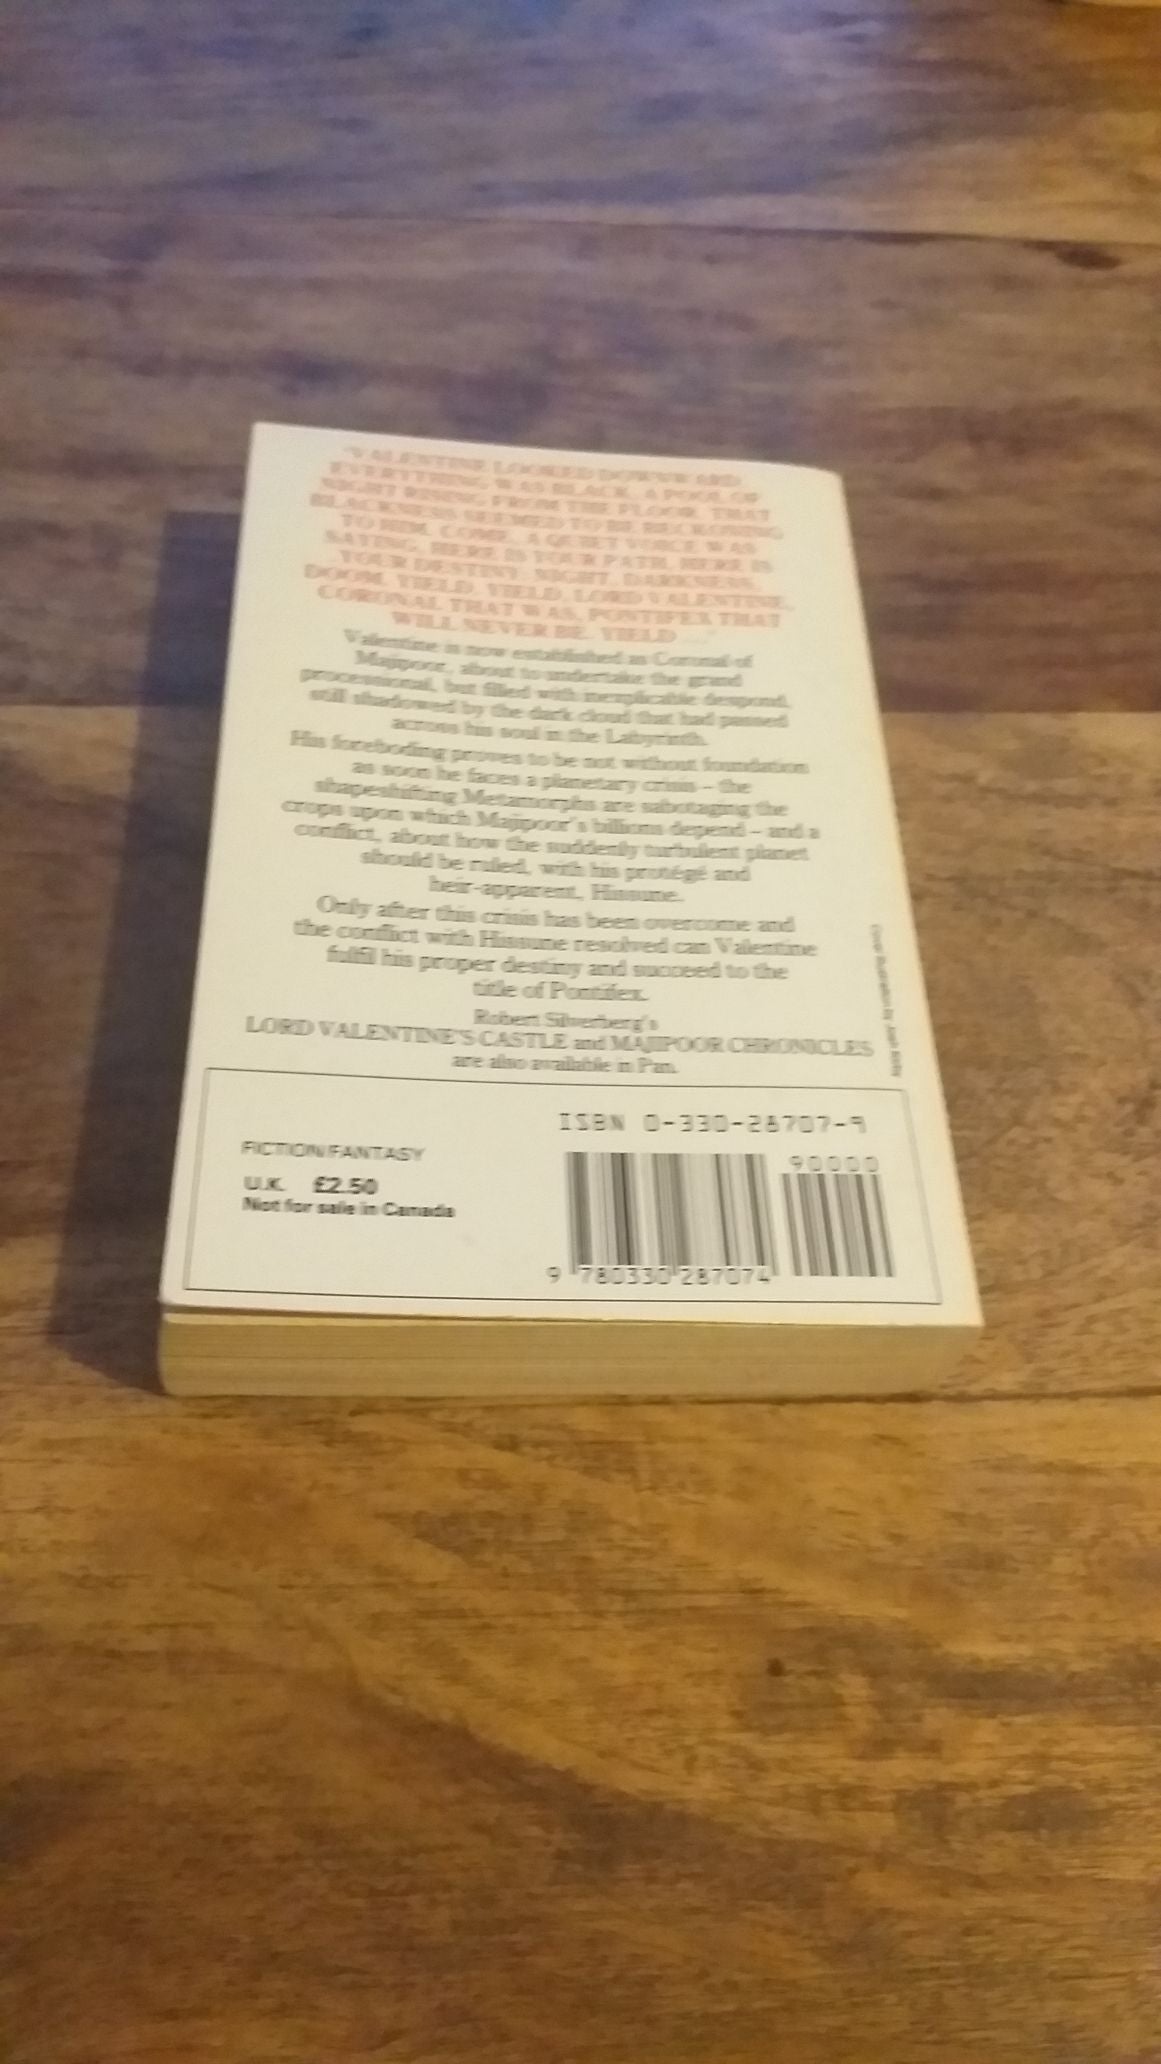 "VALENTINE LOOKED DOWNWARD.
EVERYTHING WAS BLACK, A POOL OF
NIGHT RISING FROM THE FLOOR. THAT
BLACKNESS SEEMED TO BE BECKONING
TO HIM. COME, A QUIET VOICE WAS
SAYING, HERE IS YOUR PATH, HERE IS
YOUR DESTINY: NIGHT, DARKNESS,
DOOM. YIELD. YIELD, LORD VALENTINE,
CORONAL THAT WAS, PONTIFEX THAT
WILL NEVER BE. YIELD . . ."
Valentine is now established as Coronal of
Majipoor, about to undertake the grand
processional, but filled with inexplicable despond,
still shadowed by the dark cloud that had passed
across his soul in the Labyrinth.
His foreboding proves to be not without foundation
as soon he faces a planetary crisis – the
shapeshifting Metamorphs are sabotaging the
crops upon which Majipoor's billions depend – and a
conflict, about how the suddenly turbulent planet
should be ruled, with his protégé and
heir-apparent, Hissune.
Only after this crisis has been overcome and
the conflict with Hissune resolved can Valentine
fulfil his proper destiny and succeed to the
title of Pontifex.
Robert Silverberg's
LORD VALENTINE'S CASTLE and MAJIPOOR CHRONICLES
are also available in Pan.
Cover illustration by Josh Kirby
ISBN 0-330-28707-9
FICTION/FANTASY
U.K. £2.50
Not for sale in Canada
90000
9 780330 287074